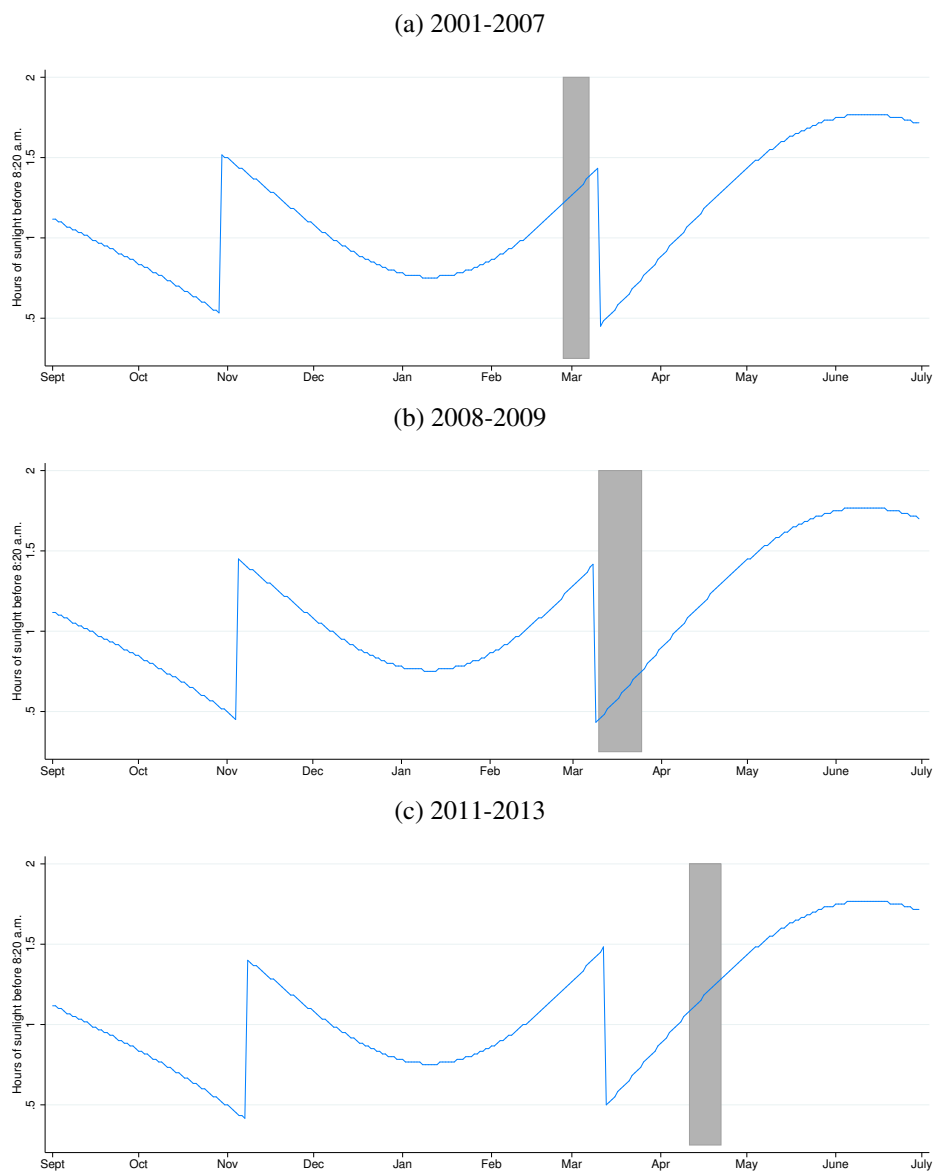 (a) 2001-2007
Hours of sunlight before 8:20 a.m.
2
1.5
1
.5
Sept Oct Nov Dec Jan Feb Mar Apr May June July
(b) 2008-2009
Hours of sunlight before 8:20 a.m.
2
1.5
1
.5
Sept Oct Nov Dec Jan Feb Mar Apr May June July
(c) 2011-2013
Hours of sunlight before 8:20 a.m.
2
1.5
1
.5
Sept Oct Nov Dec Jan Feb Mar Apr May June July